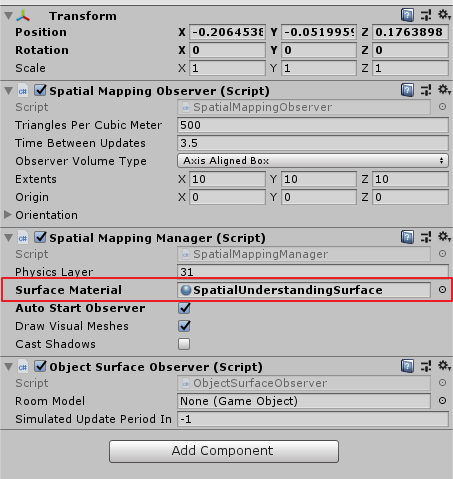 Transform
Position X -0.2064538 Y -0.0519959 Z 0.1763898
Rotation X 0 Y 0 Z 0
Scale X 1 Y 1 Z 1
Spatial Mapping Observer (Script)
Script SpatialMappingObserver
Triangles Per Cubic Meter 500
Time Between Updates 3.5
Observer Volume Type Axis Aligned Box
Extents X 10 Y 10 Z 10
Origin X 0 Y 0 Z 0
Orientation
Spatial Mapping Manager (Script)
Script SpatialMappingManager
Physics Layer 31
Surface Material SpatialUnderstandingSurface
Auto Start Observer
Draw Visual Meshes
Cast Shadows
Object Surface Observer (Script)
Script ObjectSurfaceObserver
Room Model None (Game Object)
Simulated Update Period In -1
Add Component